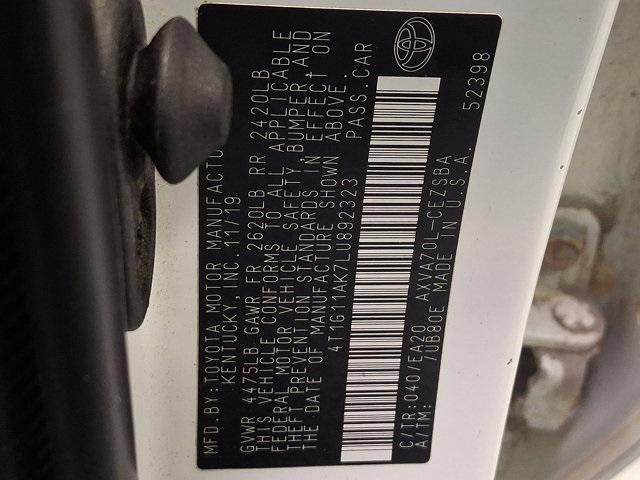 MFD BY:TOYOTA MOTOR MANUFACTU
KENTUCKY, INC. 11/19
GVWR 4475LB GAWR FR 2620LB RR 2420LB
THIS VEHICLE CONFORMS TO ALL APPLICABLE
FEDERAL MOTOR VEHICLE SAFETY, BUMPER, AND
THEFT PREVENTION STANDARDS IN EFFECT ON
THE DATE OF MANUFACTURE SHOWN ABOVE.
4T1G11AK7LU892323 PASS. CAR
C/TR:040/EA20 AXVA70L-CEZSBA
A/TM: 7UB80E MADE IN U.S.A.
52398